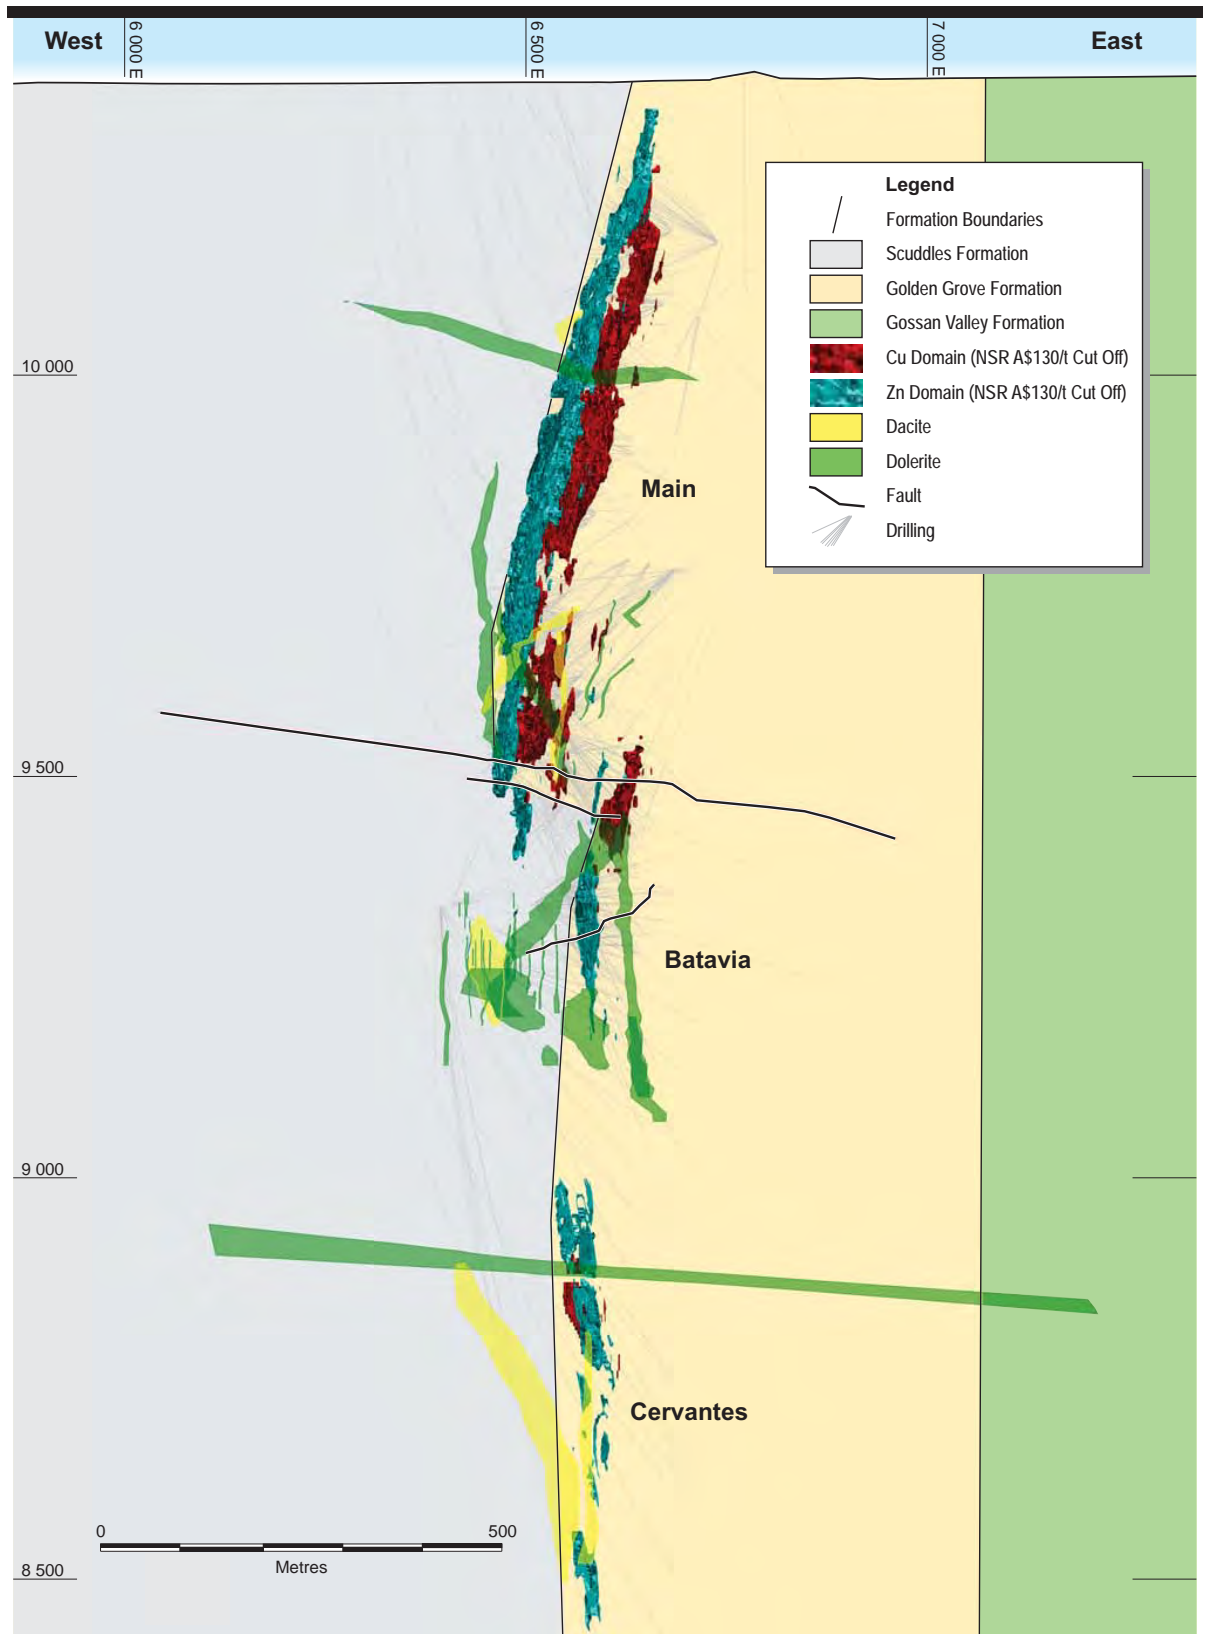 West
6 000 E
6 500 E
7 000 E
East
Legend
Formation Boundaries
Scuddles Formation
Golden Grove Formation
Gossan Valley Formation
Cu Domain (NSR A$130/t Cut Off)
Zn Domain (NSR A$130/t Cut Off)
Dacite
Dolerite
Fault
Drilling
10 000
Main
9 500
Batavia
9 000
Cervantes
0 500
Metres
8 500